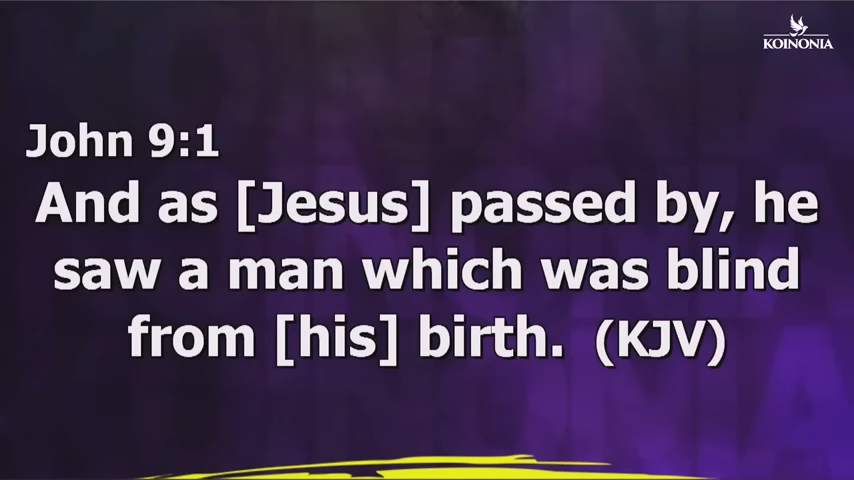 KOINONIA
John 9:1
And as [Jesus] passed by, he
saw a man which was blind
from [his] birth. (KJV)